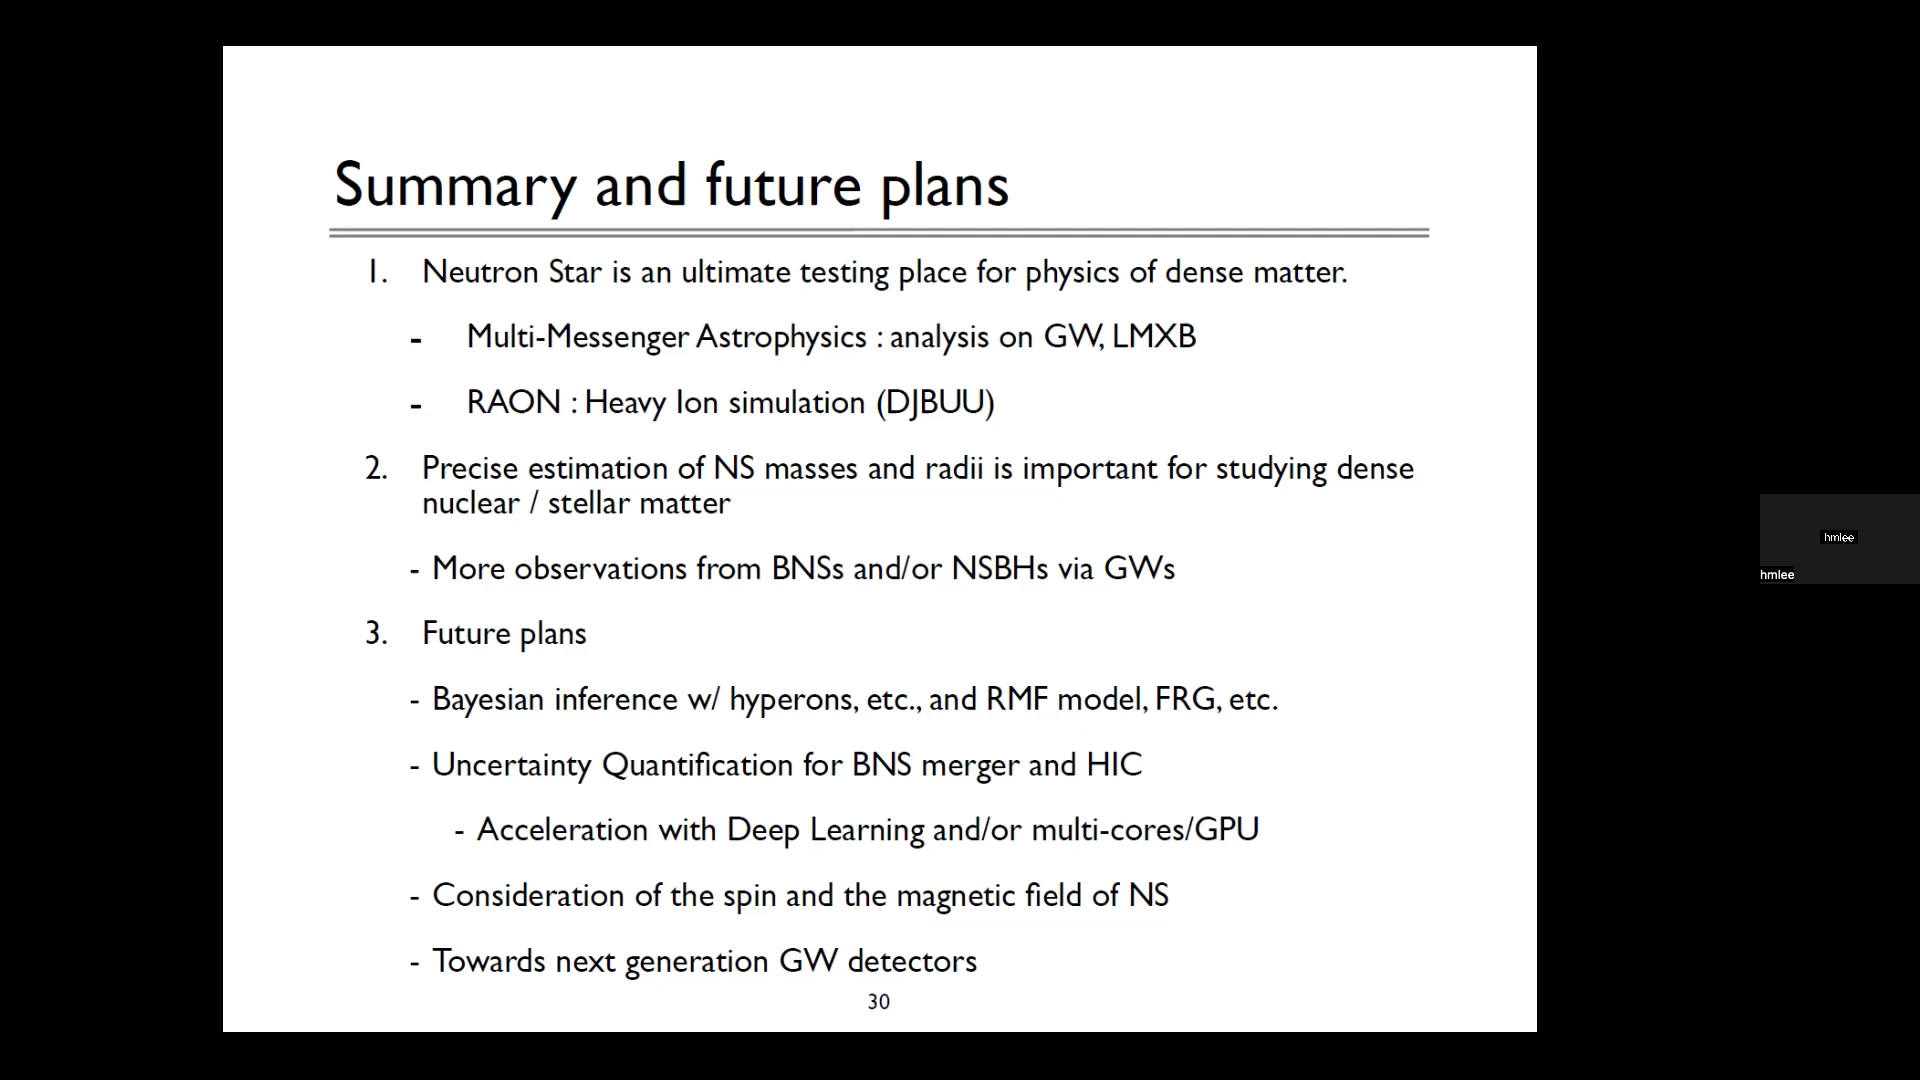 Summary and future plans
1. Neutron Star is an ultimate testing place for physics of dense matter.
- Multi-Messenger Astrophysics : analysis on GW, LMXB
- RAON : Heavy Ion simulation (DJBUU)
2. Precise estimation of NS masses and radii is important for studying dense
nuclear / stellar matter
- More observations from BNSs and/or NSBHs via GWs
3. Future plans
- Bayesian inference w/ hyperons, etc., and RMF model, FRG, etc.
- Uncertainty Quantification for BNS merger and HIC
- Acceleration with Deep Learning and/or multi-cores/GPU
- Consideration of the spin and the magnetic field of NS
- Towards next generation GW detectors
30
hmlee
hmlee